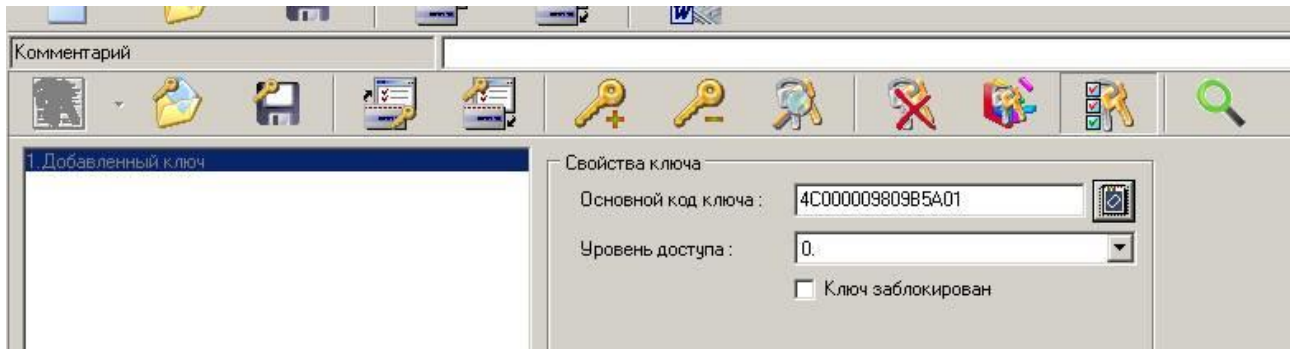 W
Комментарий
1.Добавленный ключ
Свойства ключа
Основной код ключа :
4C000009809B5A01
Уровень доступа :
0.
Ключ заблокирован